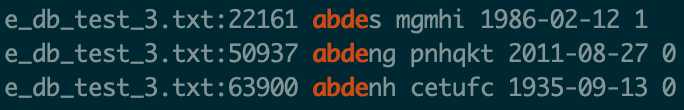 e_db_test_3.txt:22161 abdes mgmhi 1986-02-12 1
e_db_test_3.txt:50937 abdeng pnhqkt 2011-08-27 0
e_db_test_3.txt:63900 abdenh cetufc 1935-09-13 0